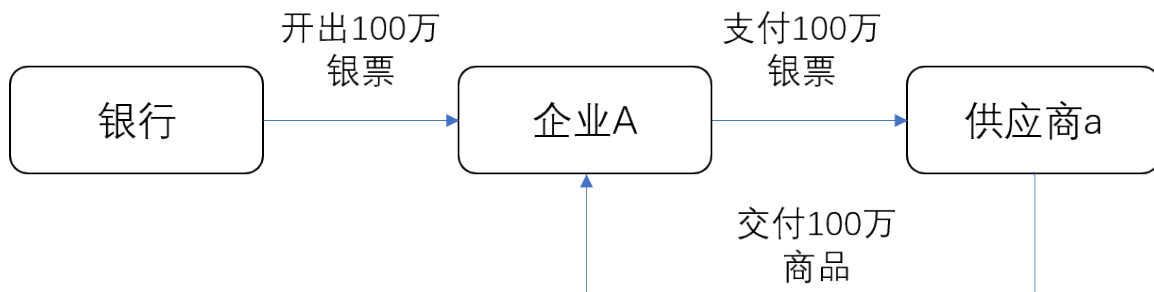 开出100万
银票
支付100万
银票
银行
企业A
供应商a
交付100万
商品